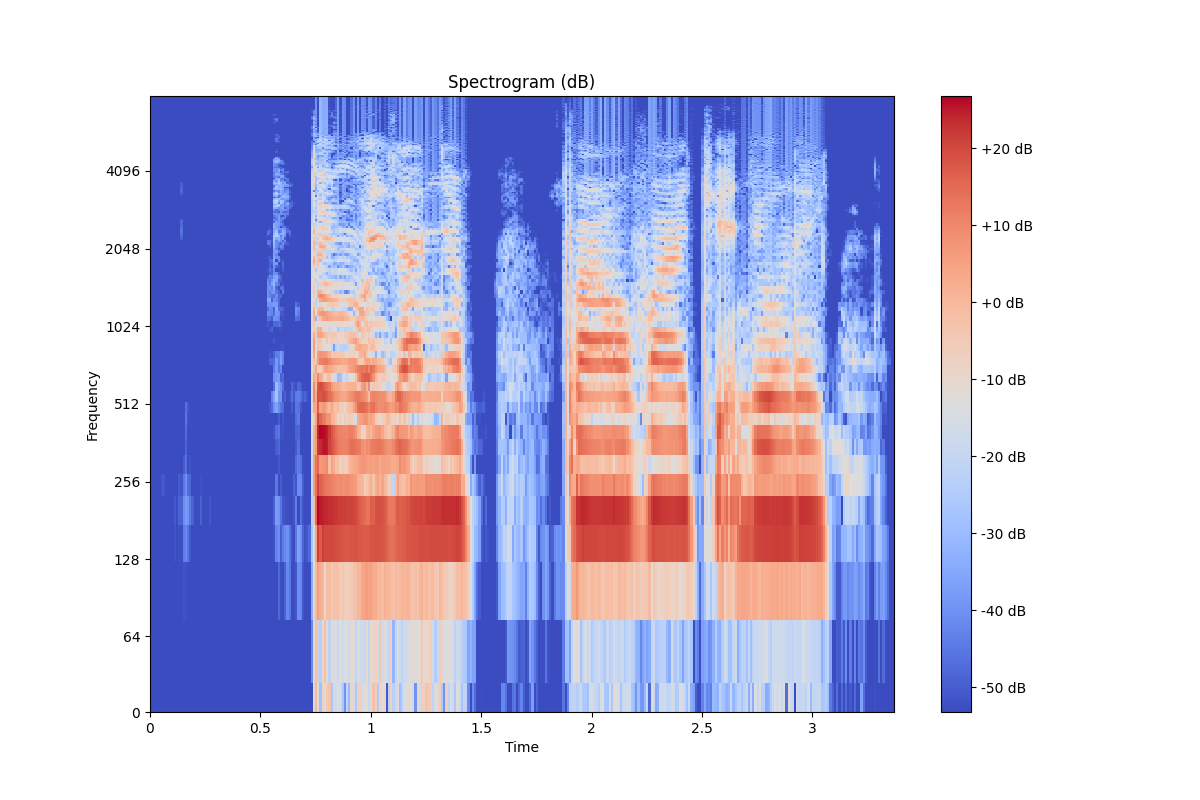 Spectrogram (dB)
4096
2048
1024
512
256
128
64
0
Frequency
0
0.5
1
1.5
2
2.5
3
Time
+20 dB
+10 dB
+0 dB
-10 dB
-20 dB
-30 dB
-40 dB
-50 dB